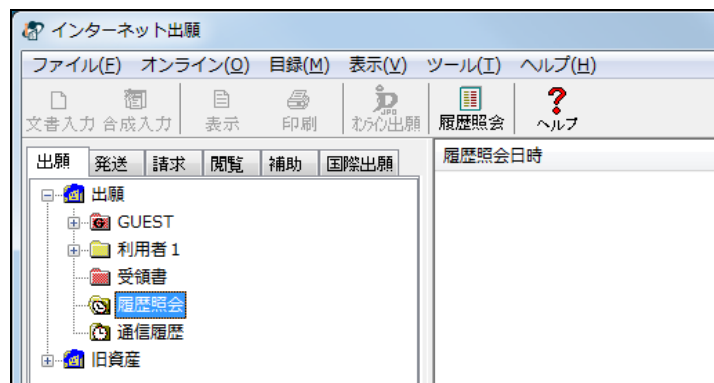 インターネット出願
ファイル(F) オンライン(O) 目録(M) 表示(V) ツール(T) ヘルプ(H)
文書入力 合成入力 表示 印刷 オンライン出願 履歴照会 ヘルプ
出願 発送 請求 閲覧 補助 国際出願
履歴照会日時
出願
GUEST
利用者1
受領書
履歴照会
通信履歴
旧資産